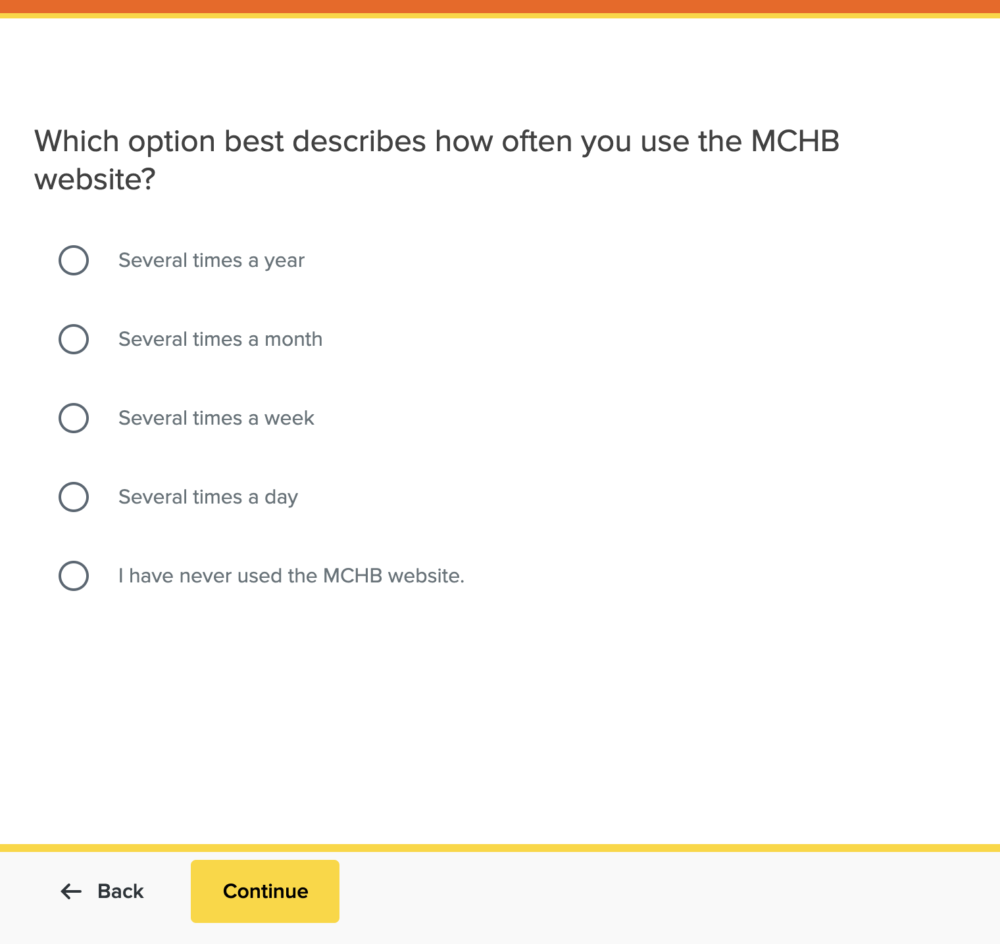 Which option best describes how often you use the MCHB
website?
Several times a year
Several times a month
Several times a week
Several times a day
I have never used the MCHB website.
Back
Continue